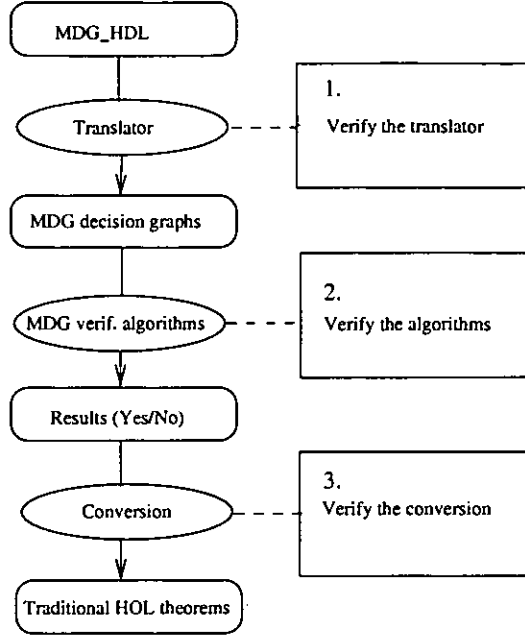 MDG_HDL
1.
Translator
Verify the translator
MDG decision graphs
2.
MDG verif. algorithms
Verify the algorithms
Results (Yes/No)
3.
Conversion
Verify the conversion
Traditional HOL theorems